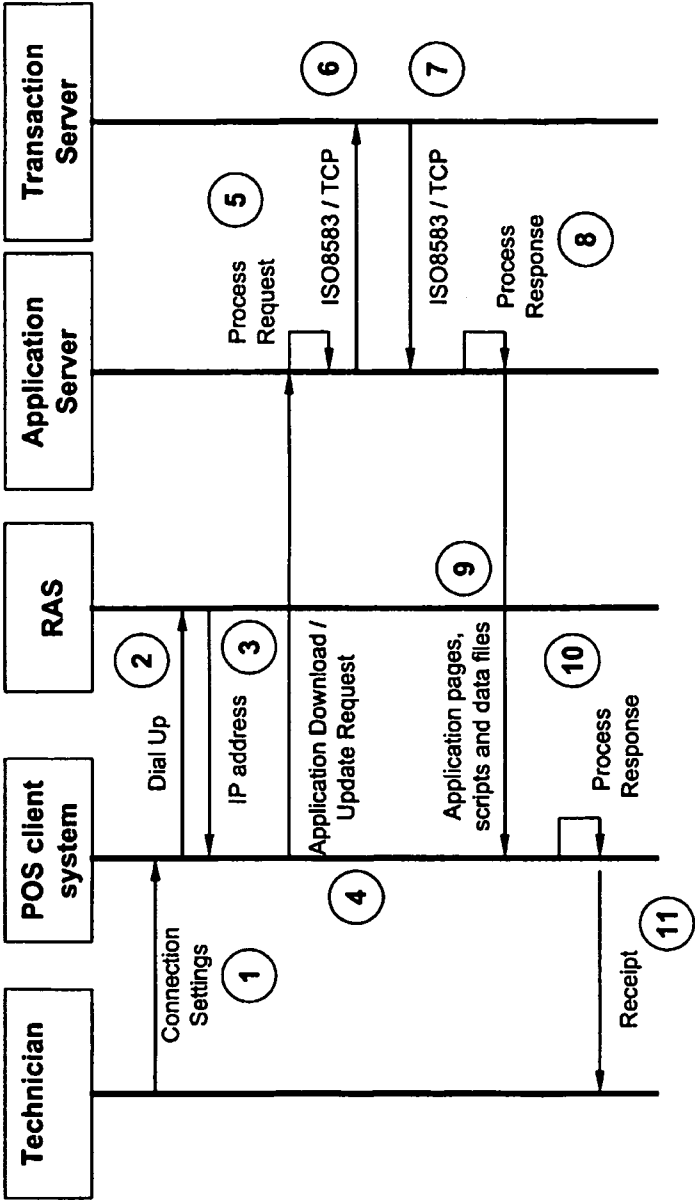 Technician
POS client
system
RAS
Application
Server
Transaction
Server
Connection
Settings
1
Dial Up
2
IP address
3
Application Download /
Update Request
4
Process
Request
5
ISO8583 / TCP
6
ISO8583 / TCP
7
Process
Response
8
Application pages,
scripts and data files
9
Process
Response
10
Receipt
11